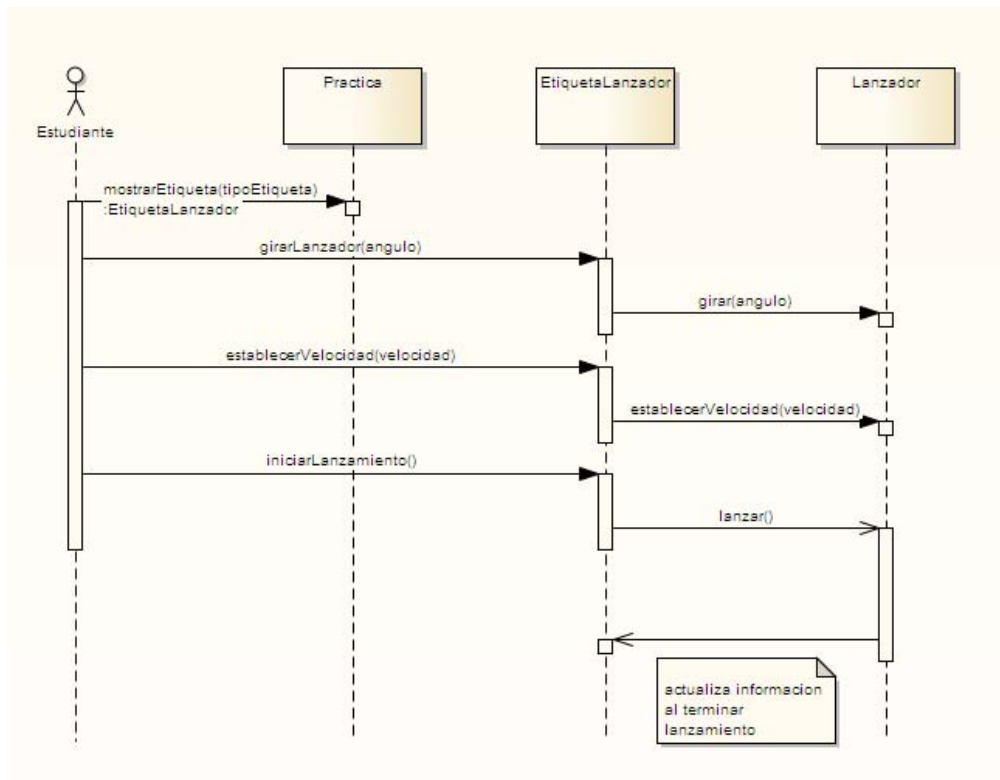 Estudiante
Practica
EtiquetaLanzador
Lanzador
mostrarEtiqueta(tipoEtiqueta)
:EtiquetaLanzador
girarLanzador(angulo)
girar(angulo)
establecerVelocidad(velocidad)
establecerVelocidad(velocidad)
iniciarLanzamiento()
lanzar()
actualiza informacion
al terminar
lanzamiento